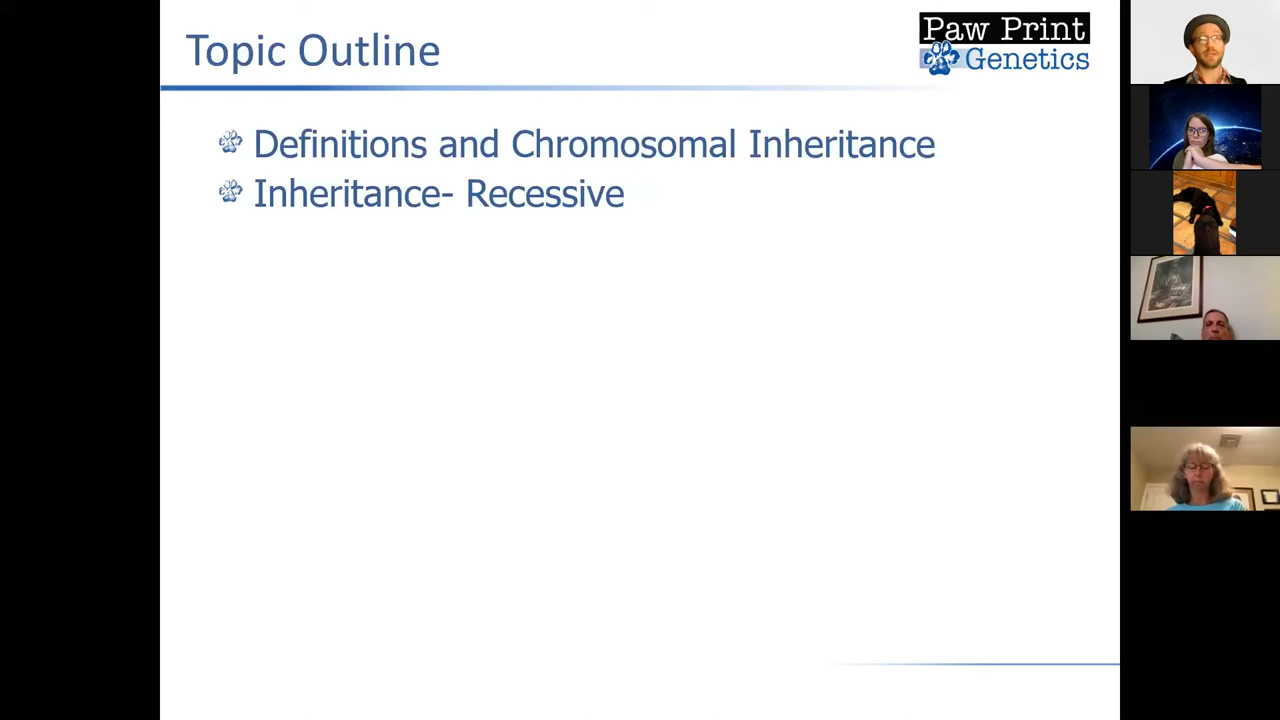 Topic Outline
Paw Print
Genetics
Definitions and Chromosomal Inheritance
Inheritance- Recessive